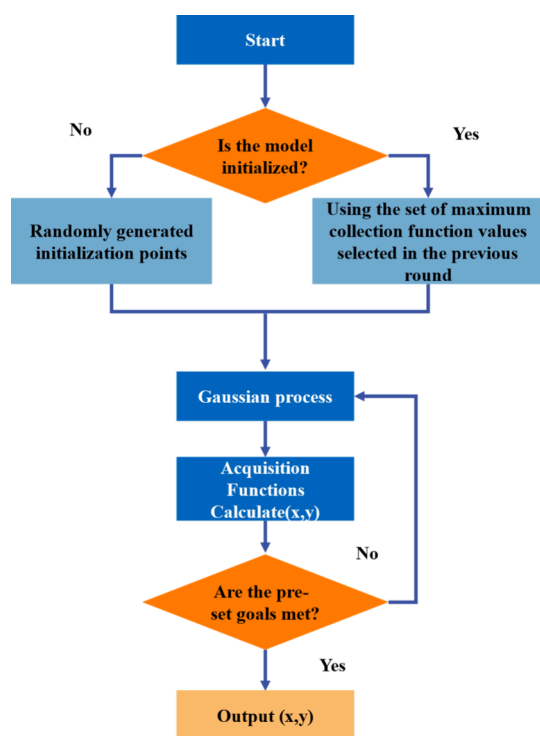 Start
No
Yes
Is the model
initialized?
Randomly generated
initialization points
Using the set of maximum
collection function values
selected in the previous
round
Gaussian process
Acquisition
Functions
Calculate(x,y)
No
Are the pre-
set goals met?
Yes
Output (x,y)